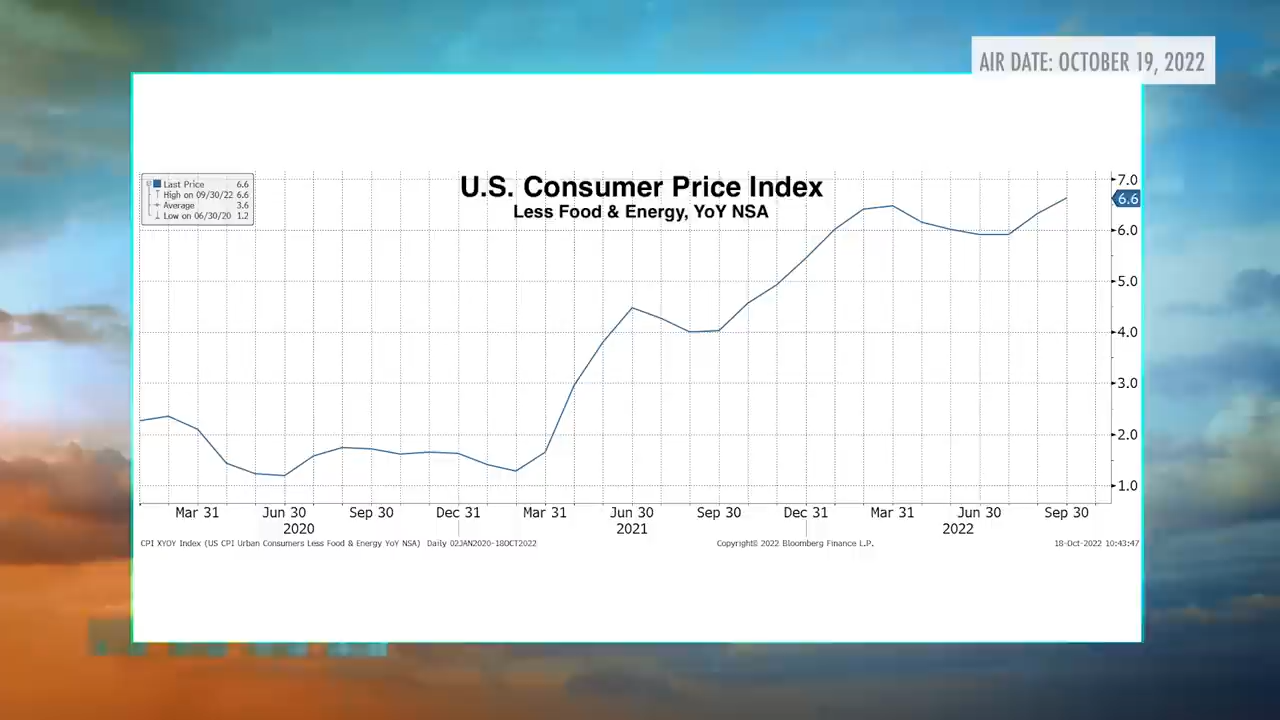 AIR DATE: OCTOBER 19, 2022
U.S. Consumer Price Index
Less Food & Energy, YoY NSA
Last Price 6.6
High on 09/30/22 6.6
Average 3.6
Low on 06/30/20 1.2
7.0
6.6
6.0
5.0
4.0
3.0
2.0
1.0
Mar 31 Jun 30 Sep 30 Dec 31 Mar 31 Jun 30 Sep 30 Dec 31 Mar 31 Jun 30 Sep 30
2020 2021 2022
CPI XYOY Index (US CPI Urban Consumers Less Food & Energy YoY NSA) Daily 02JAN2020-18OCT2022 Copyright© 2022 Bloomberg Finance L.P. 18-Oct-2022 10:43:47